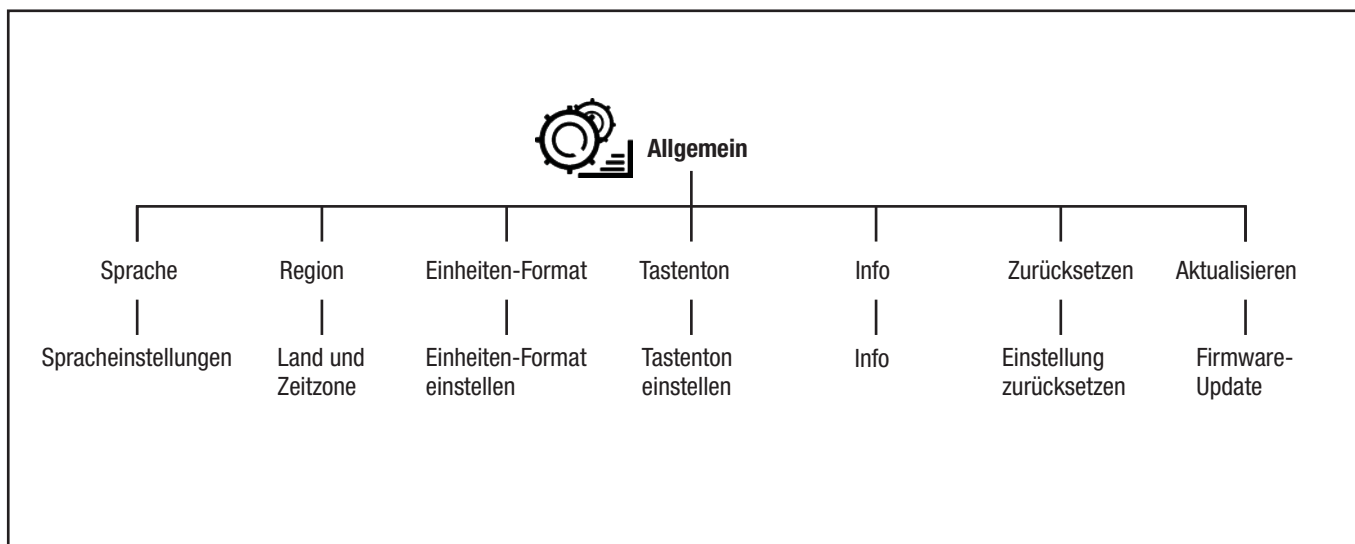 Allgemein
Sprache
Region
Einheiten-Format
Tastenton
Info
Zurücksetzen
Aktualisieren
Spracheinstellungen
Land und
Zeitzone
Einheiten-Format
einstellen
Tastenton
einstellen
Info
Einstellung
zurücksetzen
Firmware-
Update